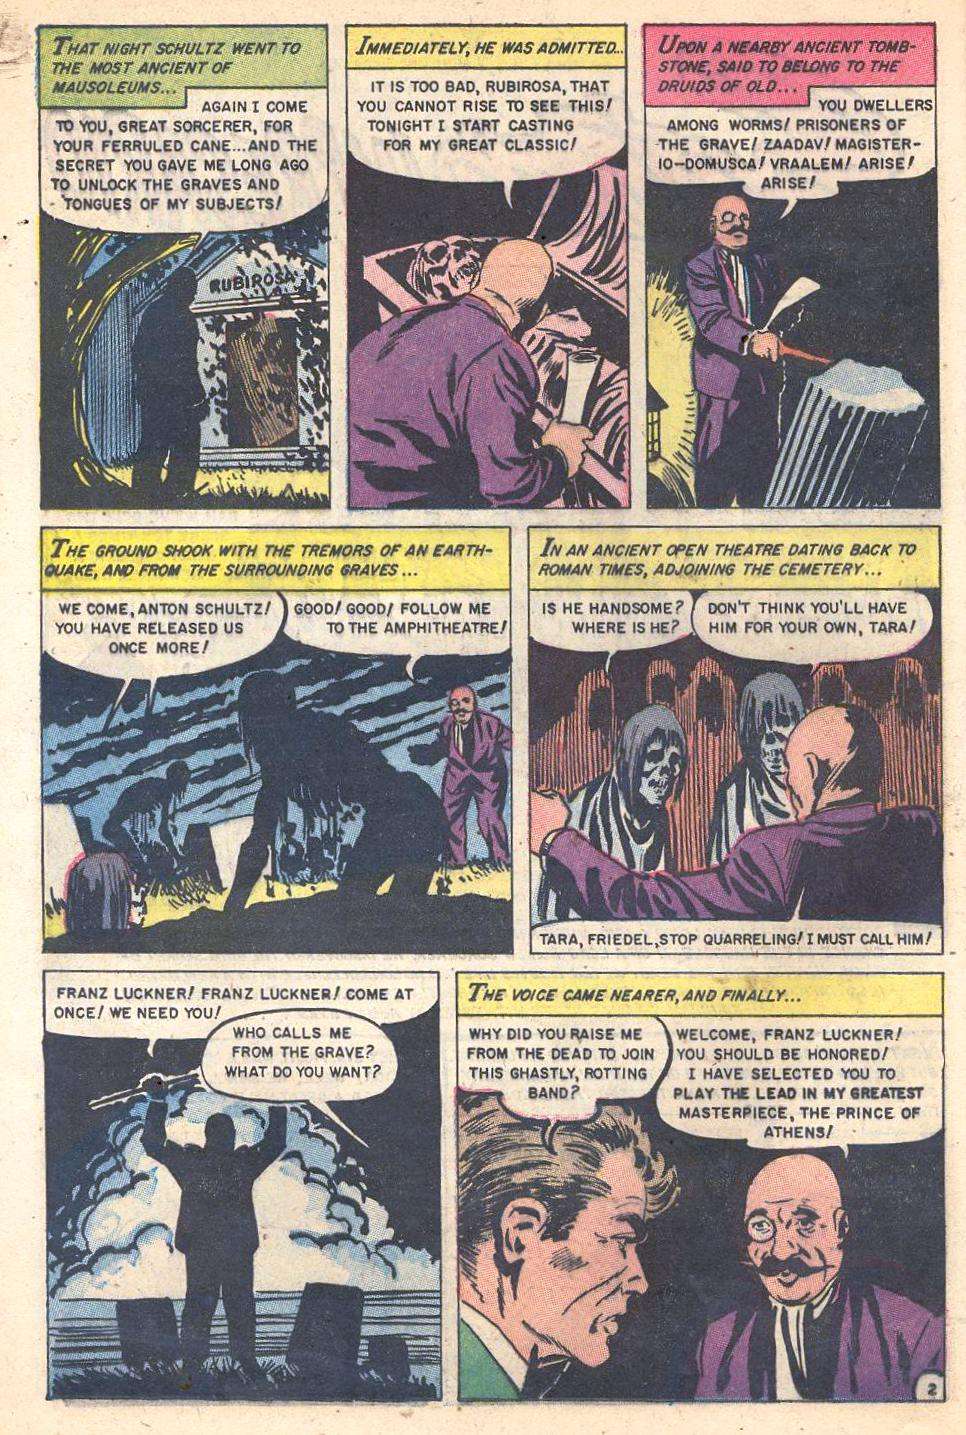 THAT NIGHT SCHULTZ WENT TO
THE MOST ANCIENT OF
MAUSOLEUMS...
AGAIN I COME
TO YOU, GREAT SORCERER, FOR
YOUR FERRULED CANE...AND THE
SECRET YOU GAVE ME LONG AGO
TO UNLOCK THE GRAVES AND
TONGUES OF MY SUBJECTS!
RUBIROSA
IMMEDIATELY, HE WAS ADMITTED...
IT IS TOO BAD, RUBIROSA, THAT
YOU CANNOT RISE TO SEE THIS!
TONIGHT I START CASTING
FOR MY GREAT CLASSIC!
UPON A NEARBY ANCIENT TOMB-
STONE, SAID TO BELONG TO THE
DRUIDS OF OLD...
YOU DWELLERS
AMONG WORMS! PRISONERS OF
THE GRAVE! ZAADAV! MAGISTER-
IO-DOMUSCA! VRAALEM! ARISE!
ARISE!
THE GROUND SHOOK WITH THE TREMORS OF AN EARTH-
QUAKE, AND FROM THE SURROUNDING GRAVES...
WE COME, ANTON SCHULTZ!
YOU HAVE RELEASED US
ONCE MORE!
GOOD! GOOD! FOLLOW ME
TO THE AMPHITHEATRE!
IN AN ANCIENT OPEN THEATRE DATING BACK TO
ROMAN TIMES, ADJOINING THE CEMETERY...
IS HE HANDSOME?
WHERE IS HE?
DON'T THINK YOU'LL HAVE
HIM FOR YOUR OWN, TARA!
TARA, FRIEDEL, STOP QUARRELING! I MUST CALL HIM!
FRANZ LUCKNER! FRANZ LUCKNER! COME AT
ONCE! WE NEED YOU!
WHO CALLS ME
FROM THE GRAVE?
WHAT DO YOU WANT?
THE VOICE CAME NEARER, AND FINALLY...
WHY DID YOU RAISE ME
FROM THE DEAD TO JOIN
THIS GHASTLY, ROTTING
BAND?
WELCOME, FRANZ LUCKNER!
YOU SHOULD BE HONORED!
I HAVE SELECTED YOU TO
PLAY THE LEAD IN MY GREATEST
MASTERPIECE, THE PRINCE OF
ATHENS!
2